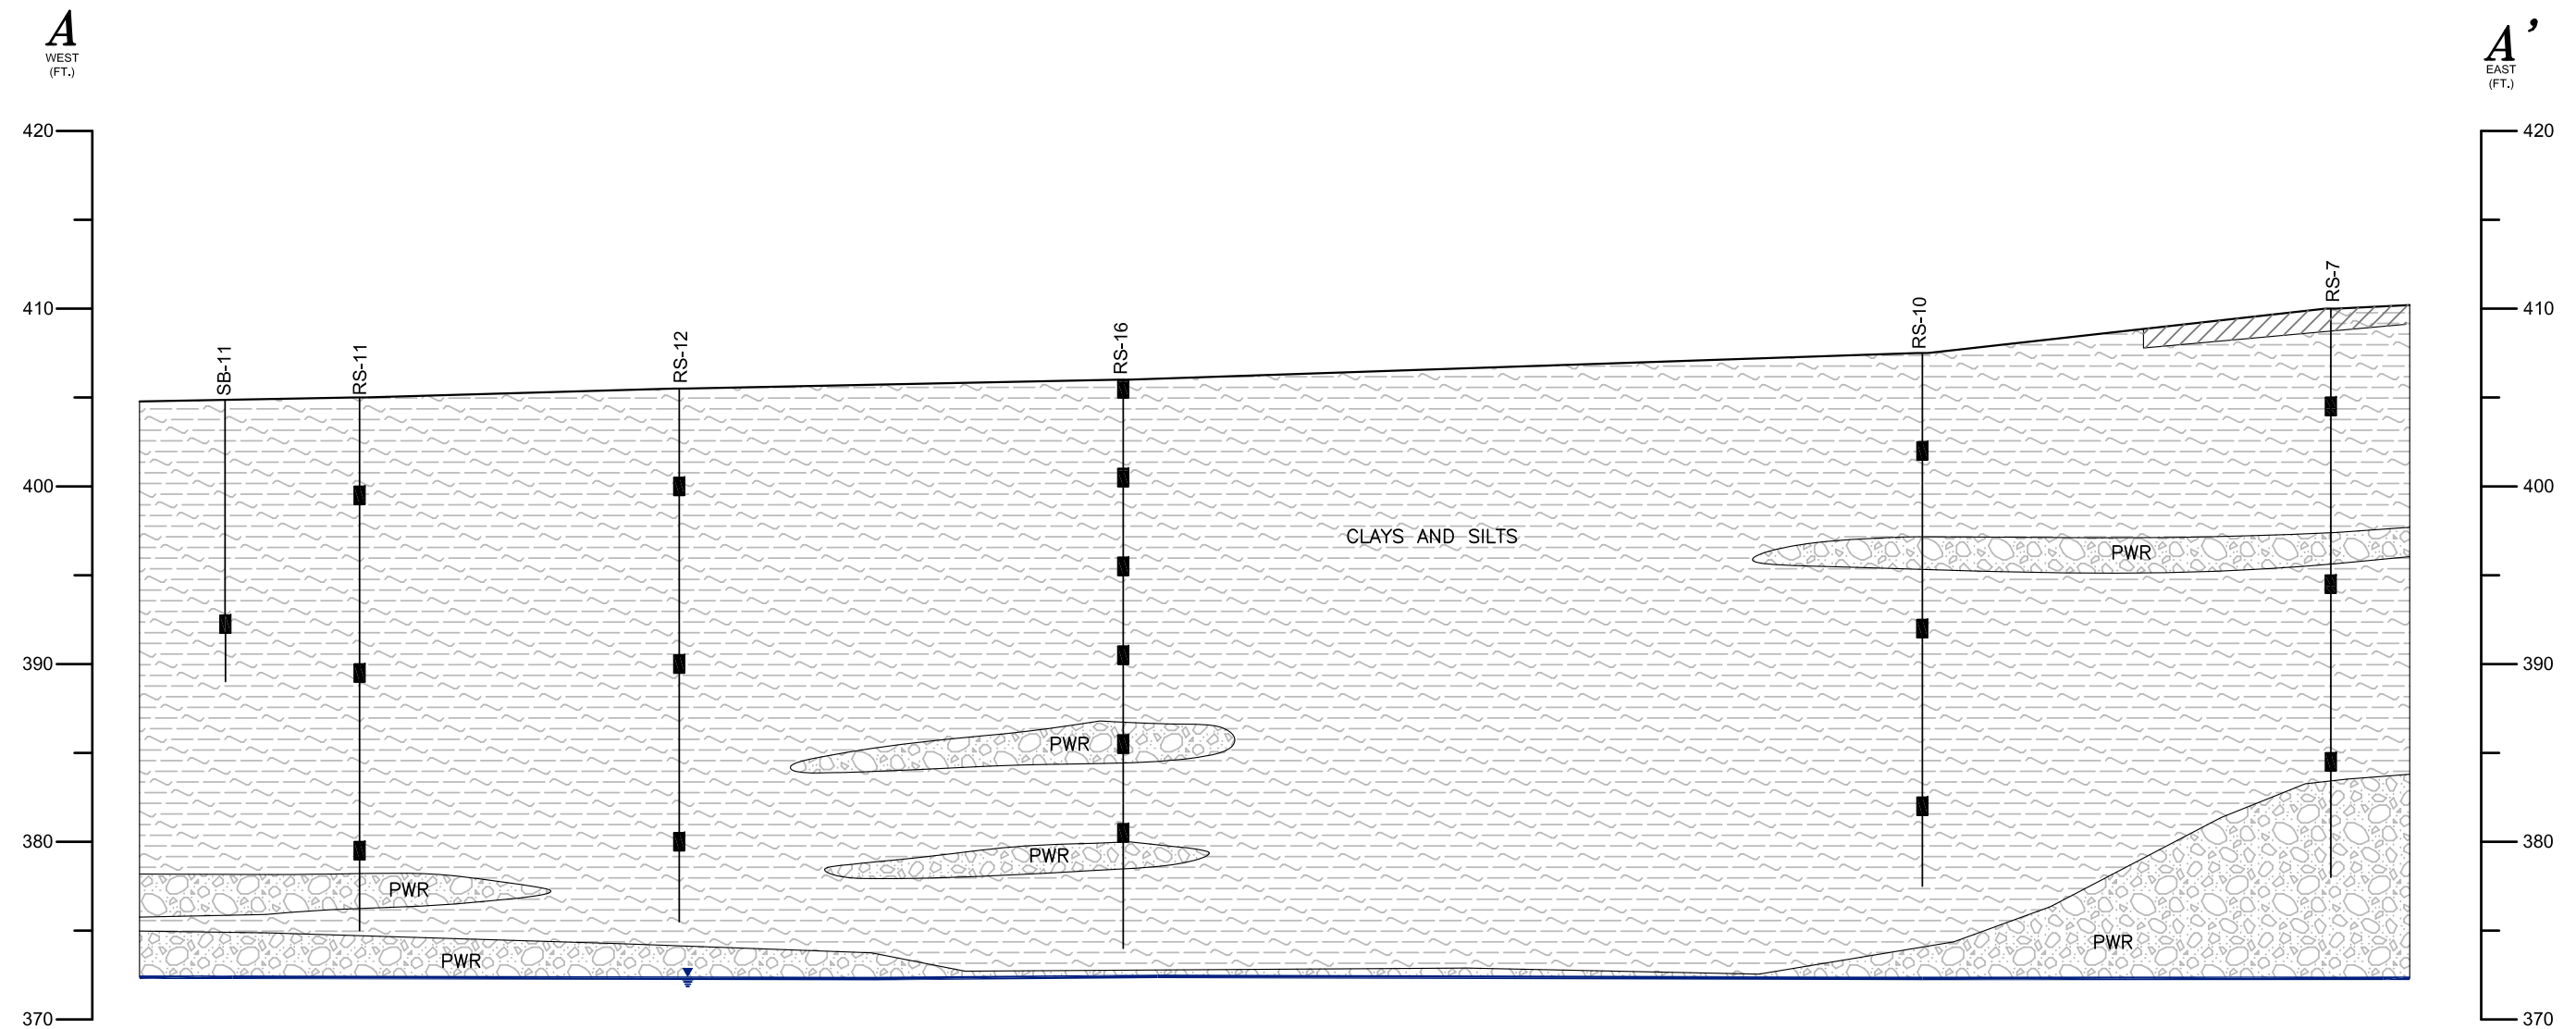 A
WEST
(FT.)
A’
EAST
(FT.)
420
420
RS-7
410
410
RS-10
RS-16
RS-12
SB-11
RS-11
400
400
CLAYS AND SILTS
PWR
390
390
PWR
380
380
PWR
PWR
PWR
PWR
370
370